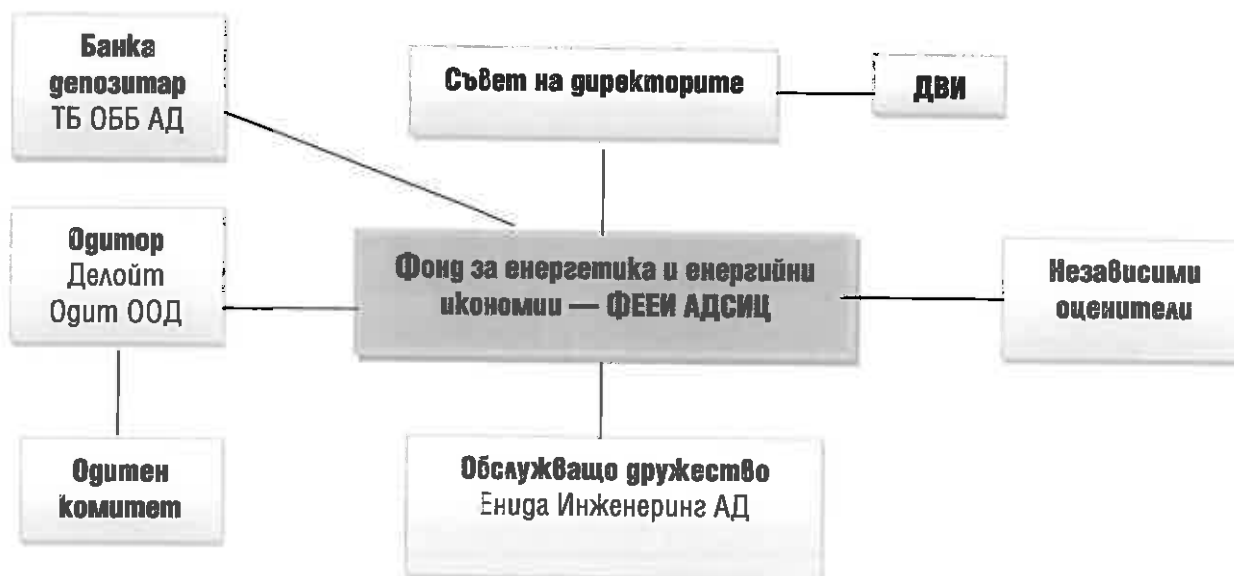 Банка
депозитар
ТБ ОББ АД
Съвет на директорите
ДВИ
Одитор
Делойт
Одит ООД
Фонд за енергетика и енергийни
икономии — ФЕЕИ АДСИЦ
Независими
оценители
Одитен
комитет
Обслужващо дружество
Енида Инженеринг АД